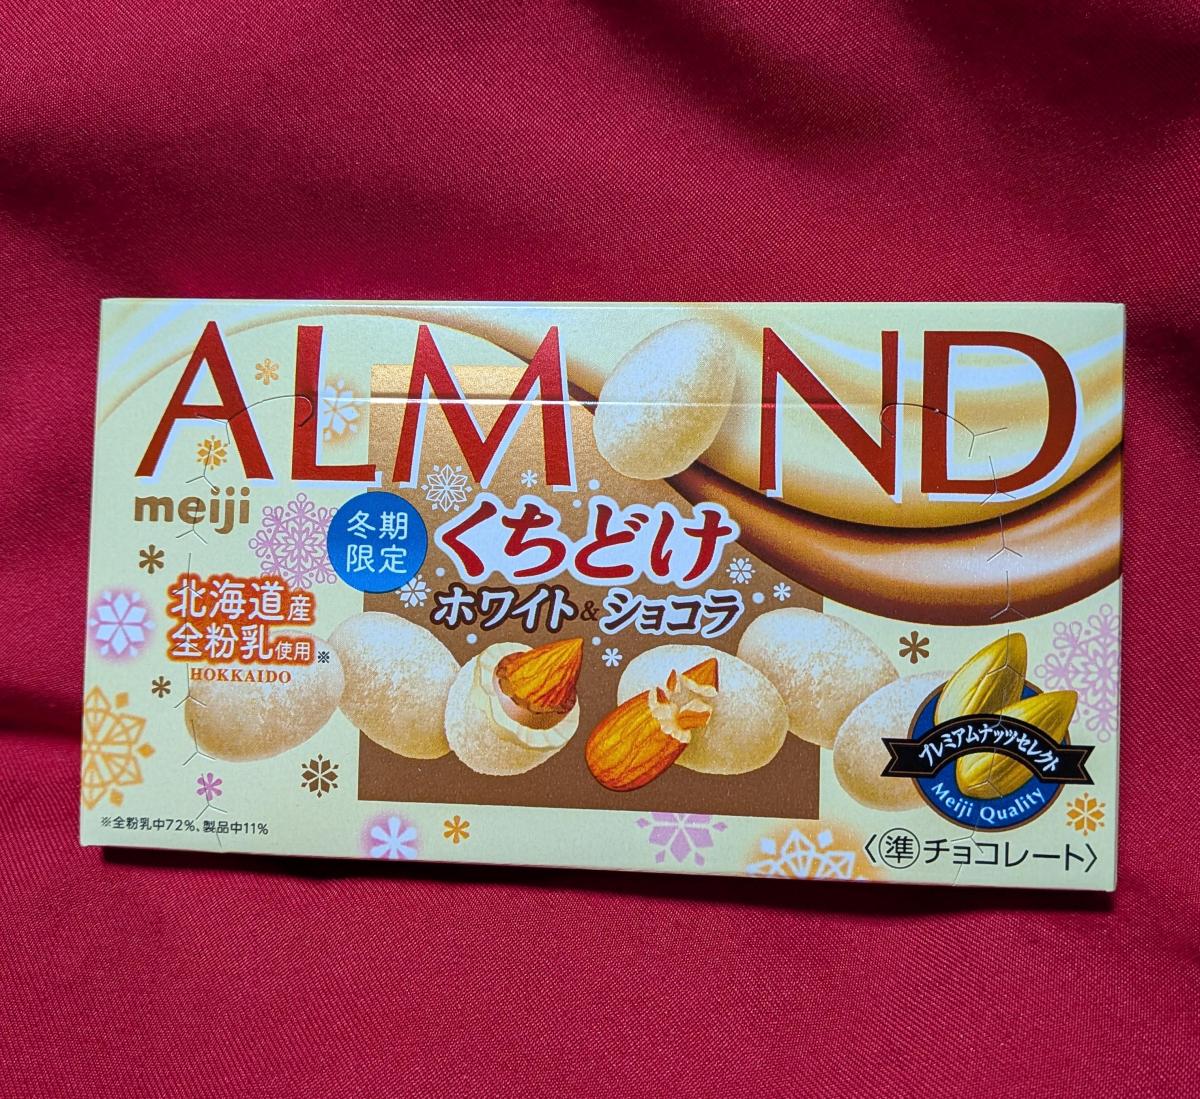 ALMOND
meiji
冬期
限定
くちどけ
ホワイト&ショコラ
北海道産
全粉乳使用※
HOKKAIDO
プレミアムナッツセレクト
Meiji Quality
※全粉乳中72%、製品中11%
〈㊜チョコレート〉